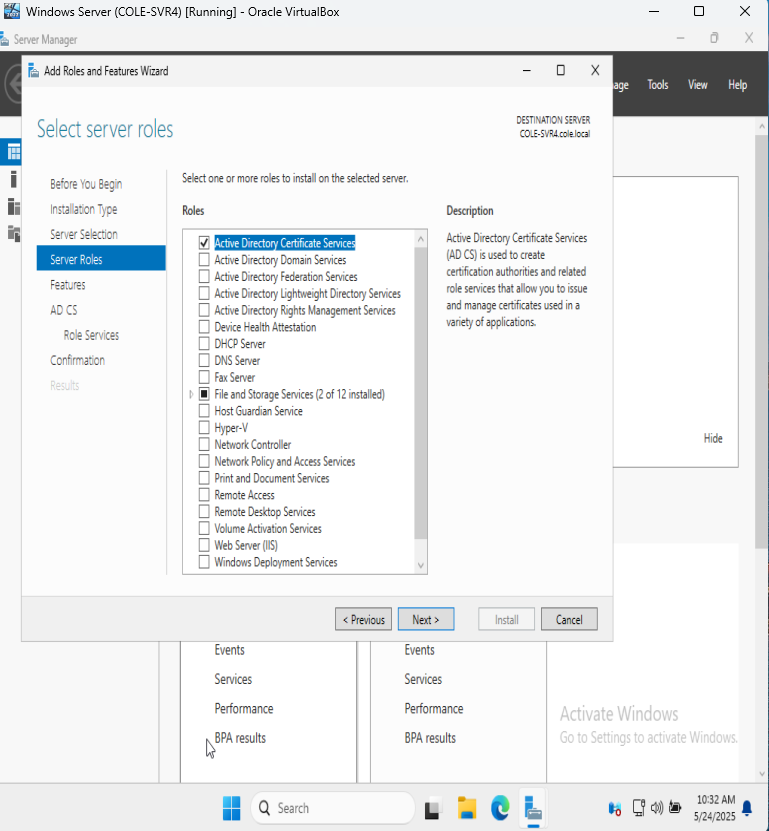 Windows Server (COLE-SVR4) [Running] - Oracle VirtualBox
Server Manager
Add Roles and Features Wizard
Tools
View
Help
Select server roles
DESTINATION SERVER
COLE-SVR4.cole.local
Before You Begin
Installation Type
Server Selection
Server Roles
Features
AD CS
Role Services
Confirmation
Results
Select one or more roles to install on the selected server.
Roles
Active Directory Certificate Services
Active Directory Domain Services
Active Directory Federation Services
Active Directory Lightweight Directory Services
Active Directory Rights Management Services
Device Health Attestation
DHCP Server
DNS Server
Fax Server
File and Storage Services (2 of 12 installed)
Host Guardian Service
Hyper-V
Network Controller
Network Policy and Access Services
Print and Document Services
Remote Access
Remote Desktop Services
Volume Activation Services
Web Server (IIS)
Windows Deployment Services
Description
Active Directory Certificate Services
(AD CS) is used to create
certification authorities and related
role services that allow you to issue
and manage certificates used in a
variety of applications.
Hide
< Previous
Next >
Install
Cancel
Events
Services
Performance
BPA results
Events
Services
Performance
BPA results
Activate Windows
Go to Settings to activate Windows.
Search
10:32 AM
5/24/2025